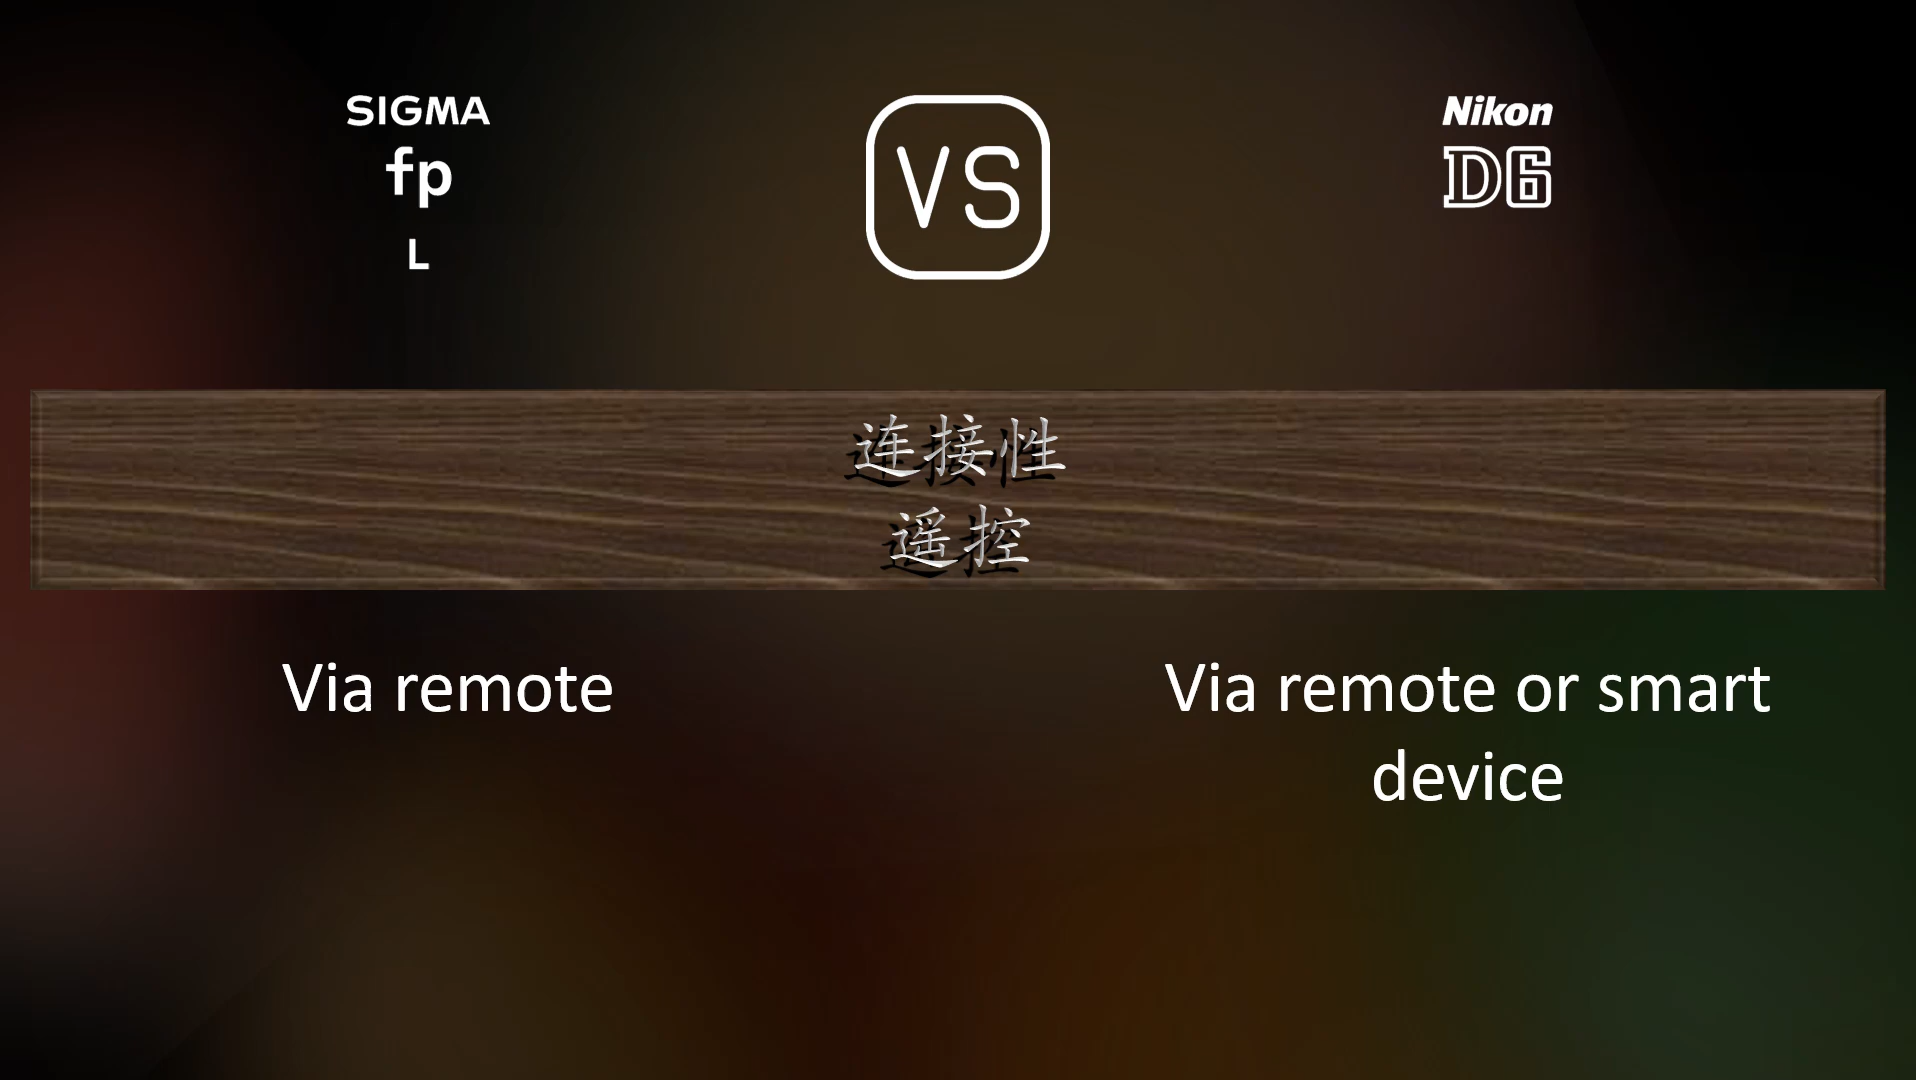 SIGMA
fp
L
VS
Nikon
D6
连接性
遥控
Via remote
Via remote or smart
device